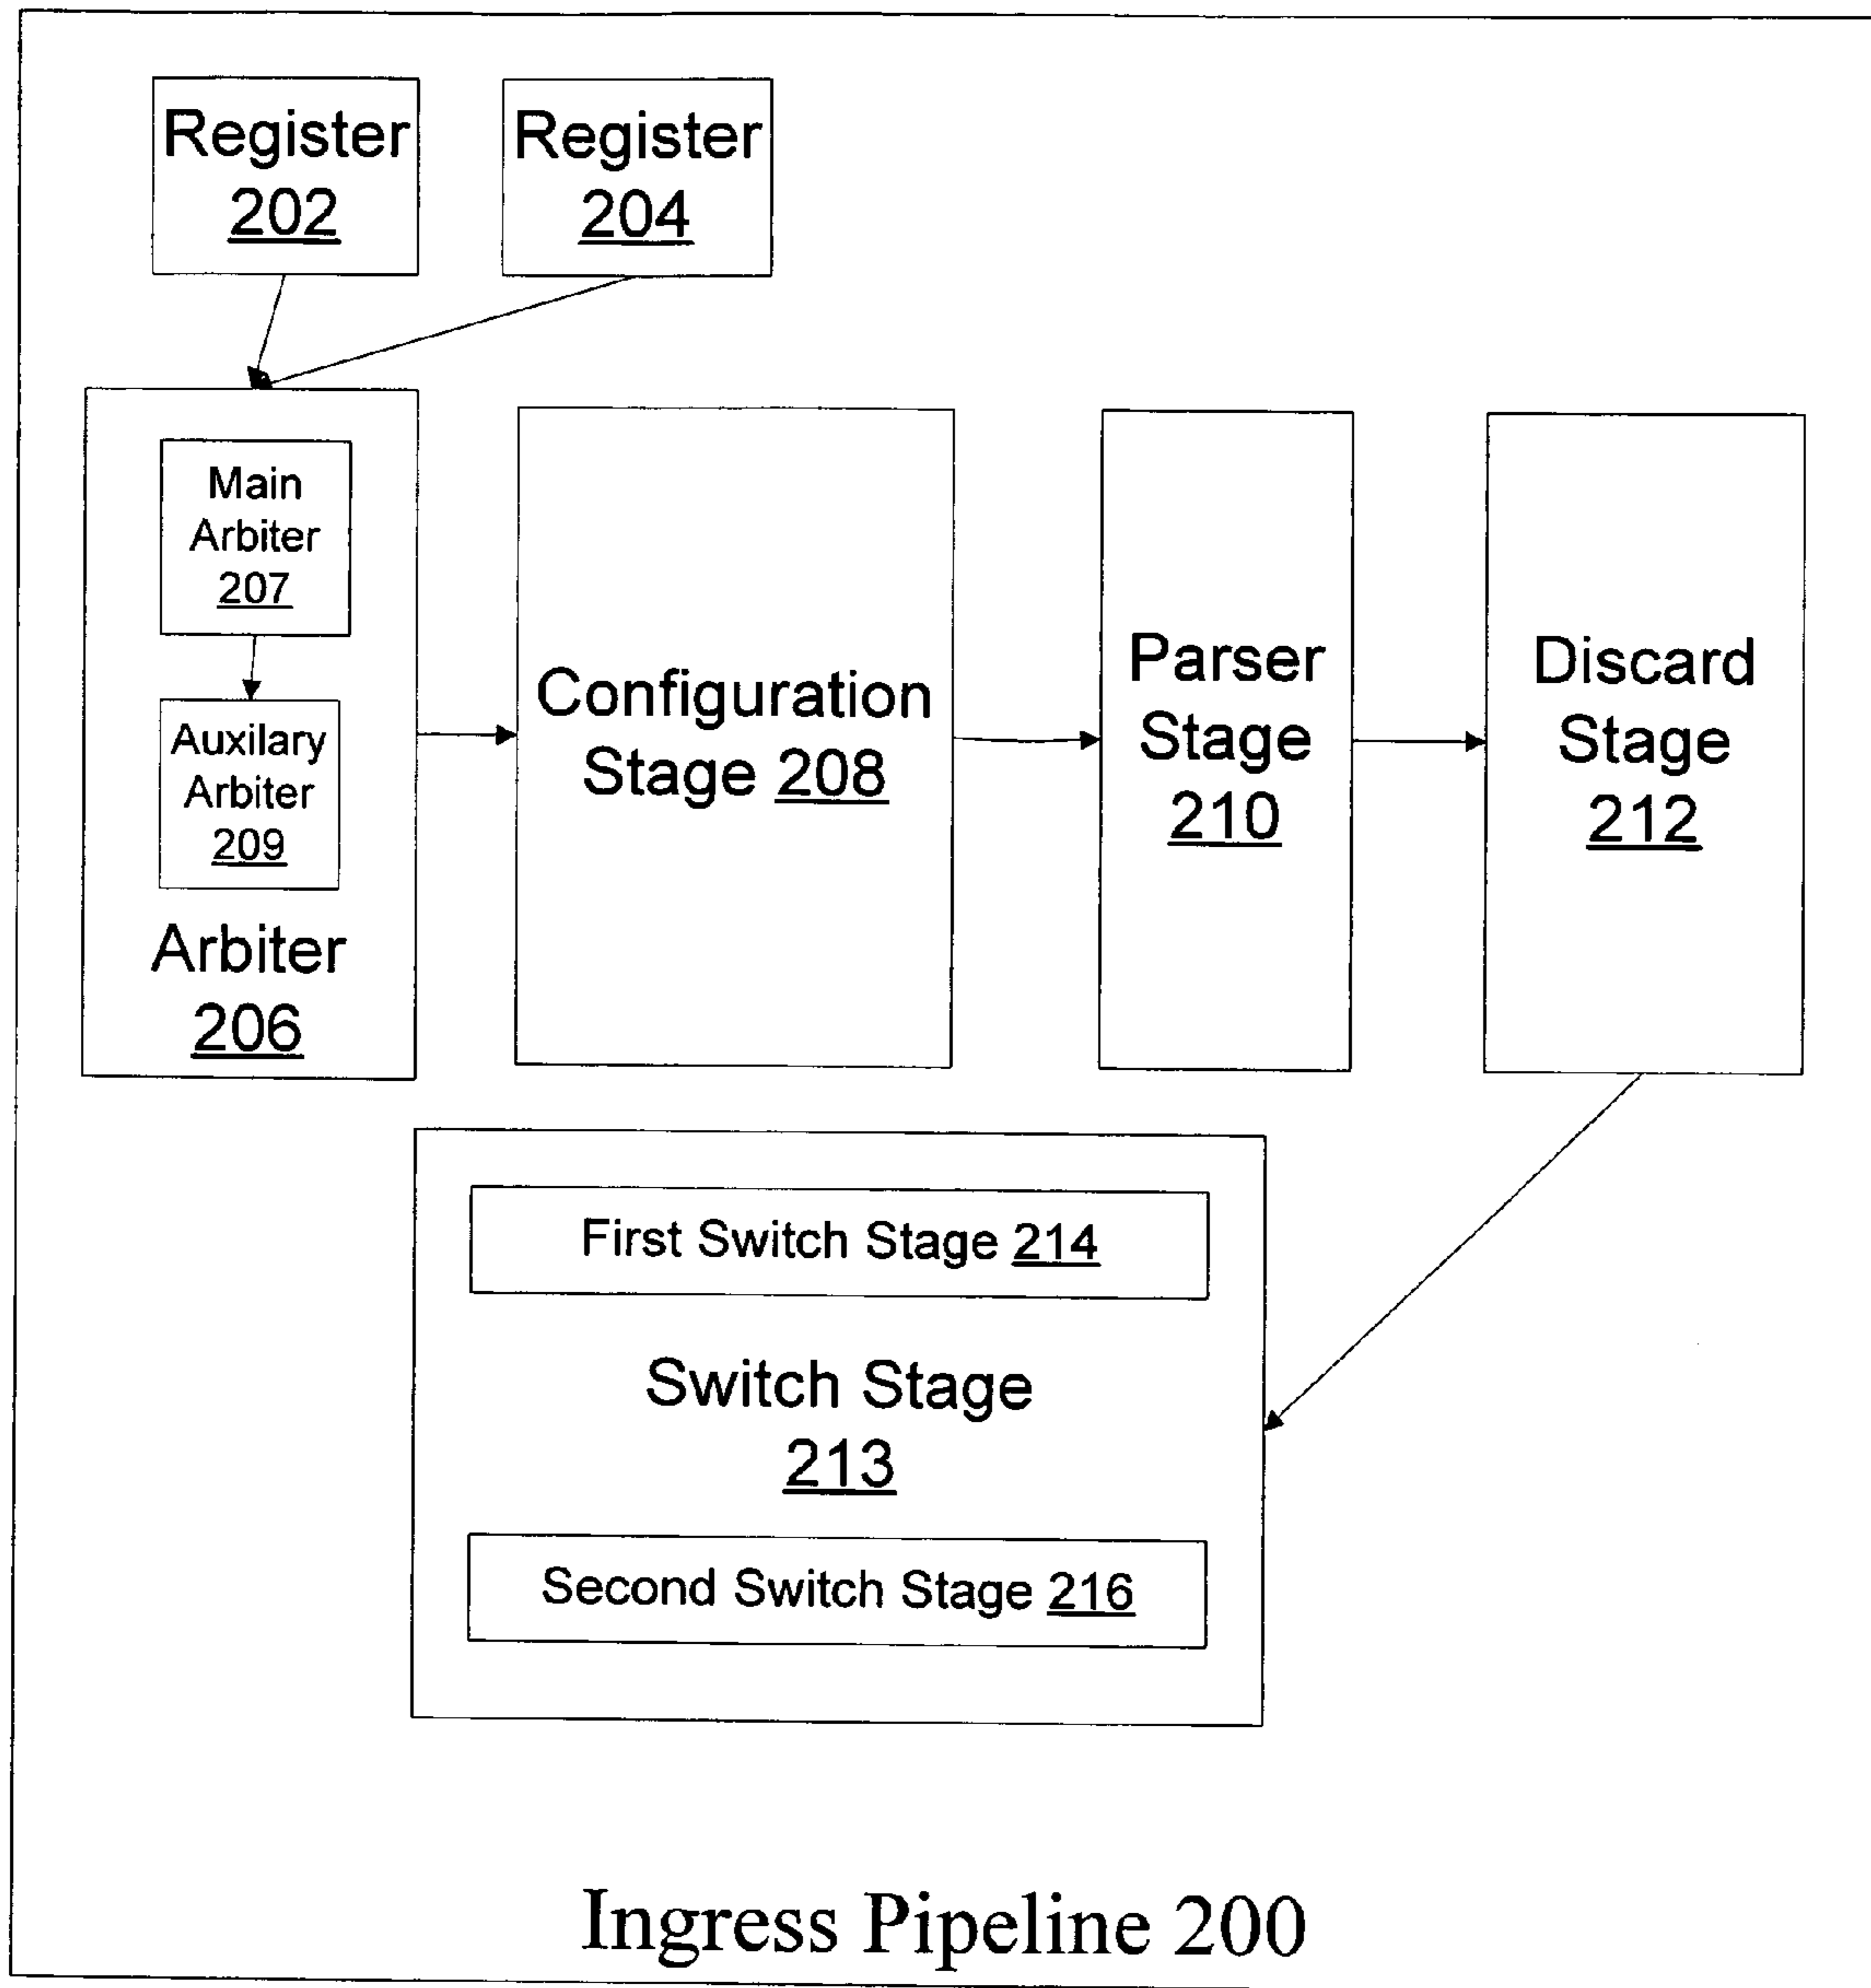 Register
202
Register
204
Main
Arbiter
207
Auxilary
Arbiter
209
Arbiter
206
Configuration
Stage 208
Parser
Stage
210
Discard
Stage
212
First Switch Stage 214
Switch Stage
213
Second Switch Stage 216
Ingress Pipeline 200